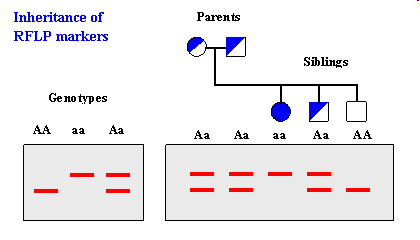 Inheritance of
RFLP markers
Parents
Siblings
Genotypes
AA aa Aa
Aa Aa aa Aa AA